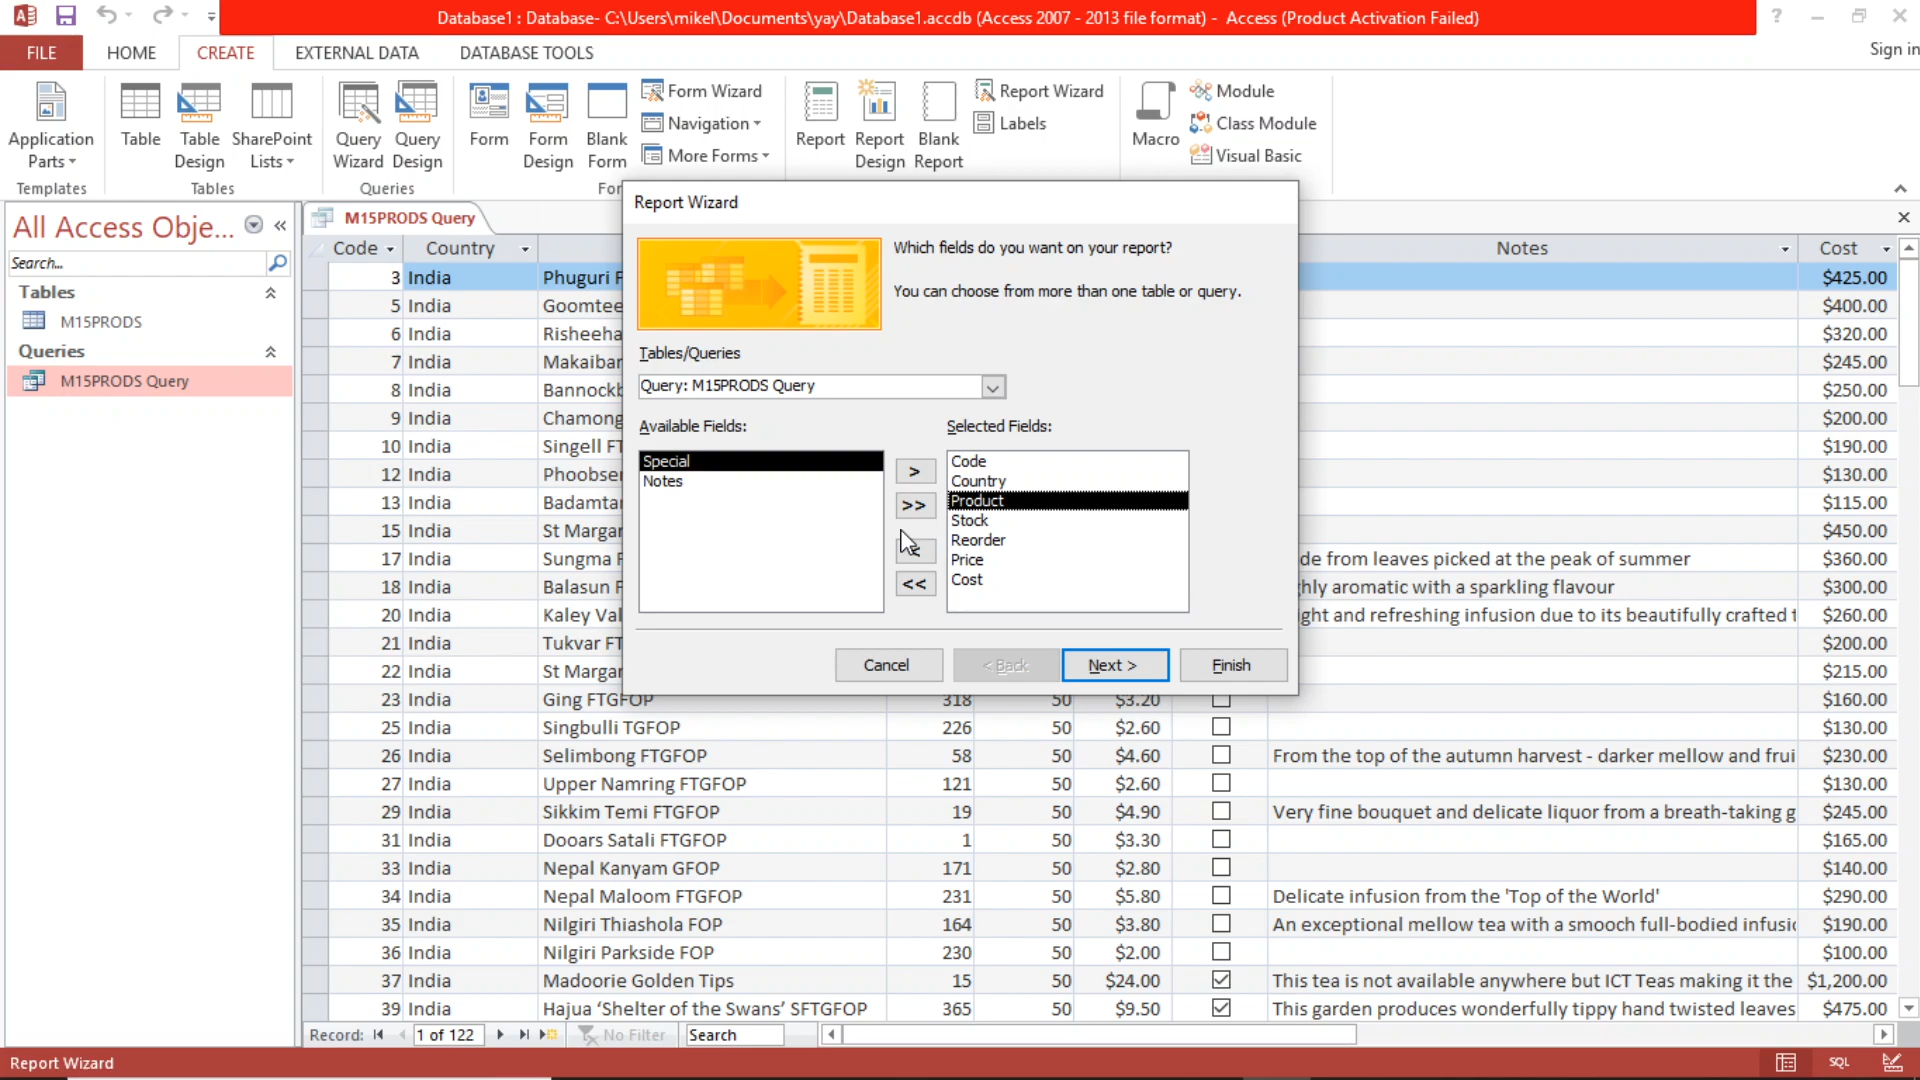 Database1 : Database- C:\Users\mikel\Documents\yay\Database1.accdb (Access 2007 - 2013 file format) - Access (Product Activation Failed)
?
FILE HOME CREATE EXTERNAL DATA DATABASE TOOLS Sign in
Application Parts
Table
Table Design
SharePoint Lists
Query Wizard
Query Design
Form
Form Design
Blank Form
Form Wizard
Navigation
More Forms
Report
Report Design
Blank Report
Report Wizard
Labels
Macro
Module
Class Module
Visual Basic
Templates Tables Queries For
All Access Obje... «
Search...
Tables
M15PRODS
Queries
M15PRODS Query
M15PRODS Query
Code Country Notes Cost
3 India Phuguri F $425.00
5 India Goomtee $400.00
6 India Risheeha $320.00
7 India Makaibar $245.00
8 India Bannockb $250.00
9 India Chamong $200.00
10 India Singell FT $190.00
12 India Phoobser $130.00
13 India Badamtar $115.00
15 India St Margar $450.00
17 India Sungma F de from leaves picked at the peak of summer $360.00
18 India Balasun F hly aromatic with a sparkling flavour $300.00
20 India Kaley Val ght and refreshing infusion due to its beautifully crafted t $260.00
21 India Tukvar FT $200.00
22 India St Margar $215.00
23 India Ging FTGFOP 318 50 $3.20 $160.00
25 India Singbulli TGFOP 226 50 $2.60 $130.00
26 India Selimbong FTGFOP 58 50 $4.60 From the top of the autumn harvest - darker mellow and frui $230.00
27 India Upper Namring FTGFOP 121 50 $2.60 $130.00
29 India Sikkim Temi FTGFOP 19 50 $4.90 Very fine bouquet and delicate liquor from a breath-taking g $245.00
31 India Dooars Satali FTGFOP 1 50 $3.30 $165.00
33 India Nepal Kanyam GFOP 171 50 $2.80 $140.00
34 India Nepal Maloom FTGFOP 231 50 $5.80 Delicate infusion from the 'Top of the World' $290.00
35 India Nilgiri Thiashola FOP 164 50 $3.80 An exceptional mellow tea with a smooch full-bodied infusi $190.00
36 India Nilgiri Parkside FOP 230 50 $2.00 $100.00
37 India Madoorie Golden Tips 15 50 $24.00 This tea is not available anywhere but ICT Teas making it the $1,200.00
39 India Hajua ‘Shelter of the Swans’ SFTGFOP 365 50 $9.50 This garden produces wonderfully tippy hand twisted leaves $475.00
Record: 1 of 122 No Filter Search
Report Wizard
Which fields do you want on your report?
You can choose from more than one table or query.
Tables/Queries
Query: M15PRODS Query
Available Fields:
Special
Notes
>
>>
<
<<
Selected Fields:
Code
Country
Product
Stock
Reorder
Price
Cost
Cancel < Back Next > Finish
Report Wizard SQL